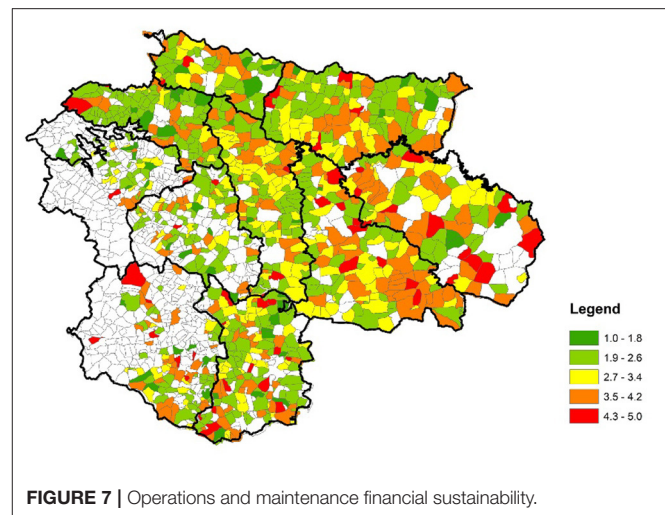 Legend
1.0 - 1.8
1.9 - 2.6
2.7 - 3.4
3.5 - 4.2
4.3 - 5.0
FIGURE 7 | Operations and maintenance financial sustainability.